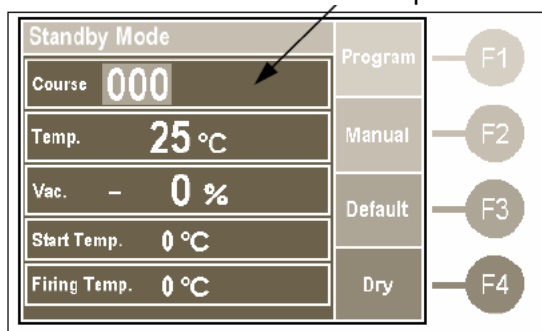 Standby Mode
Course 000
Temp. 25 °C
Vac. – 0 %
Start Temp. 0 °C
Firing Temp. 0 °C
Program F1
Manual F2
Default F3
Dry F4